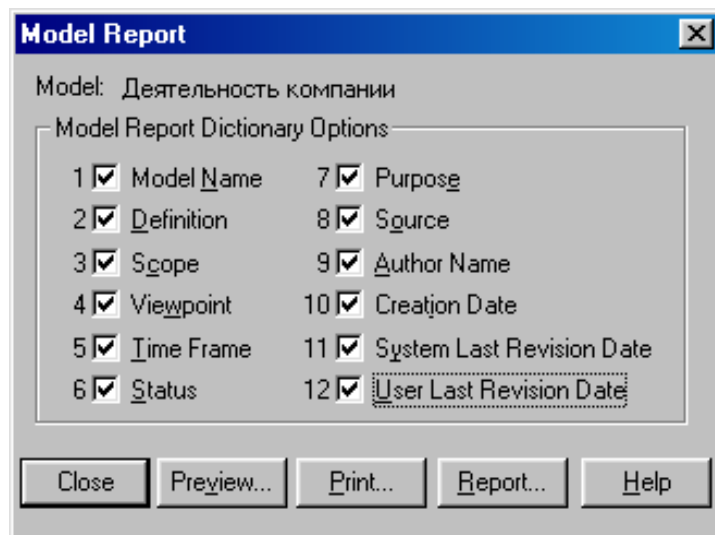 Model Report
Model: Деятельность компании
Model Report Dictionary Options
1 Model Name 7 Purpose
2 Definition 8 Source
3 Scope 9 Author Name
4 Viewpoint 10 Creation Date
5 Time Frame 11 System Last Revision Date
6 Status 12 User Last Revision Date
Close Preview... Print... Report... Help